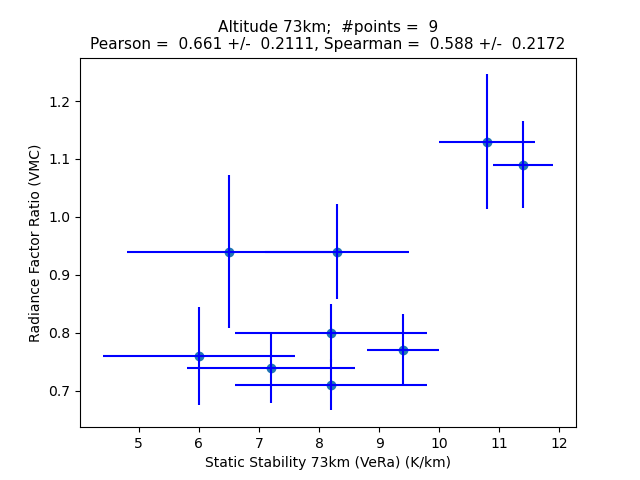 Altitude 73km;  #points =  9
Pearson =  0.661 +/-  0.2111, Spearman =  0.588 +/-  0.2172
1.2
1.1
1.0
0.9
0.8
0.7
Radiance Factor Ratio (VMC)
5 6 7 8 9 10 11 12
Static Stability 73km (VeRa) (K/km)